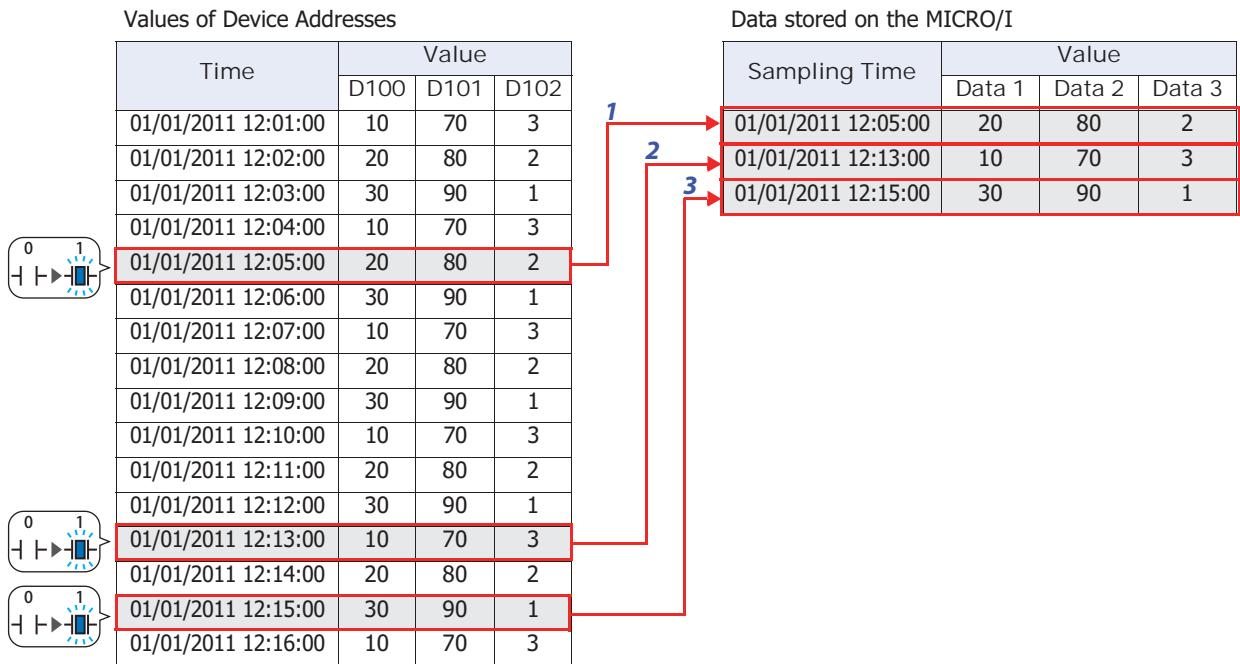 Values of Device Addresses
Data stored on the MICRO/I
Time Value
D100 D101 D102
Sampling Time Value
Data 1 Data 2 Data 3
01/01/2011 12:01:00 10 70 3
1
01/01/2011 12:05:00 20 80 2
01/01/2011 12:02:00 20 80 2
2
01/01/2011 12:13:00 10 70 3
01/01/2011 12:03:00 30 90 1
3
01/01/2011 12:15:00 30 90 1
01/01/2011 12:04:00 10 70 3
0 1
01/01/2011 12:05:00 20 80 2
01/01/2011 12:06:00 30 90 1
01/01/2011 12:07:00 10 70 3
01/01/2011 12:08:00 20 80 2
01/01/2011 12:09:00 30 90 1
01/01/2011 12:10:00 10 70 3
01/01/2011 12:11:00 20 80 2
01/01/2011 12:12:00 30 90 1
0 1
01/01/2011 12:13:00 10 70 3
01/01/2011 12:14:00 20 80 2
0 1
01/01/2011 12:15:00 30 90 1
01/01/2011 12:16:00 10 70 3